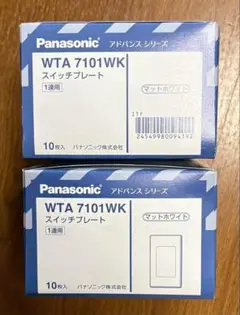 Panasonic
アドバンス シリーズ
WTA 7101WK
スイッチプレート
1連用
マットホワイト
ITF
24549980094192
10枚入
パナソニック株式会社
Panasonic
アドバンス シリーズ
WTA 7101WK
スイッチプレート
1連用
マットホワイト
10枚入
パナソニック株式会社